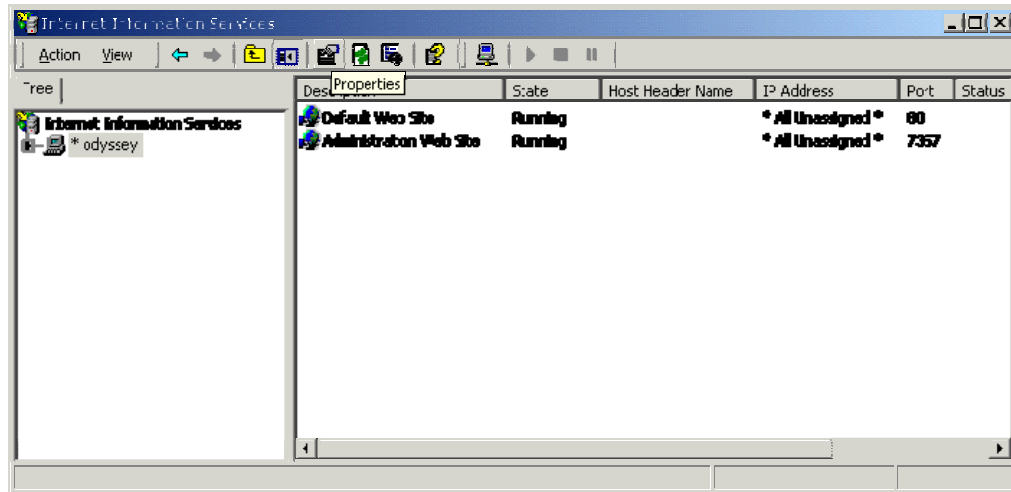 Internet Information Services
Action View
Properties
Tree
Description State Host Header Name IP Address Port Status
Internet Information Services
* odyssey
Default Web Site Running * All Unassigned * 80
Administration Web Site Running * All Unassigned * 7357